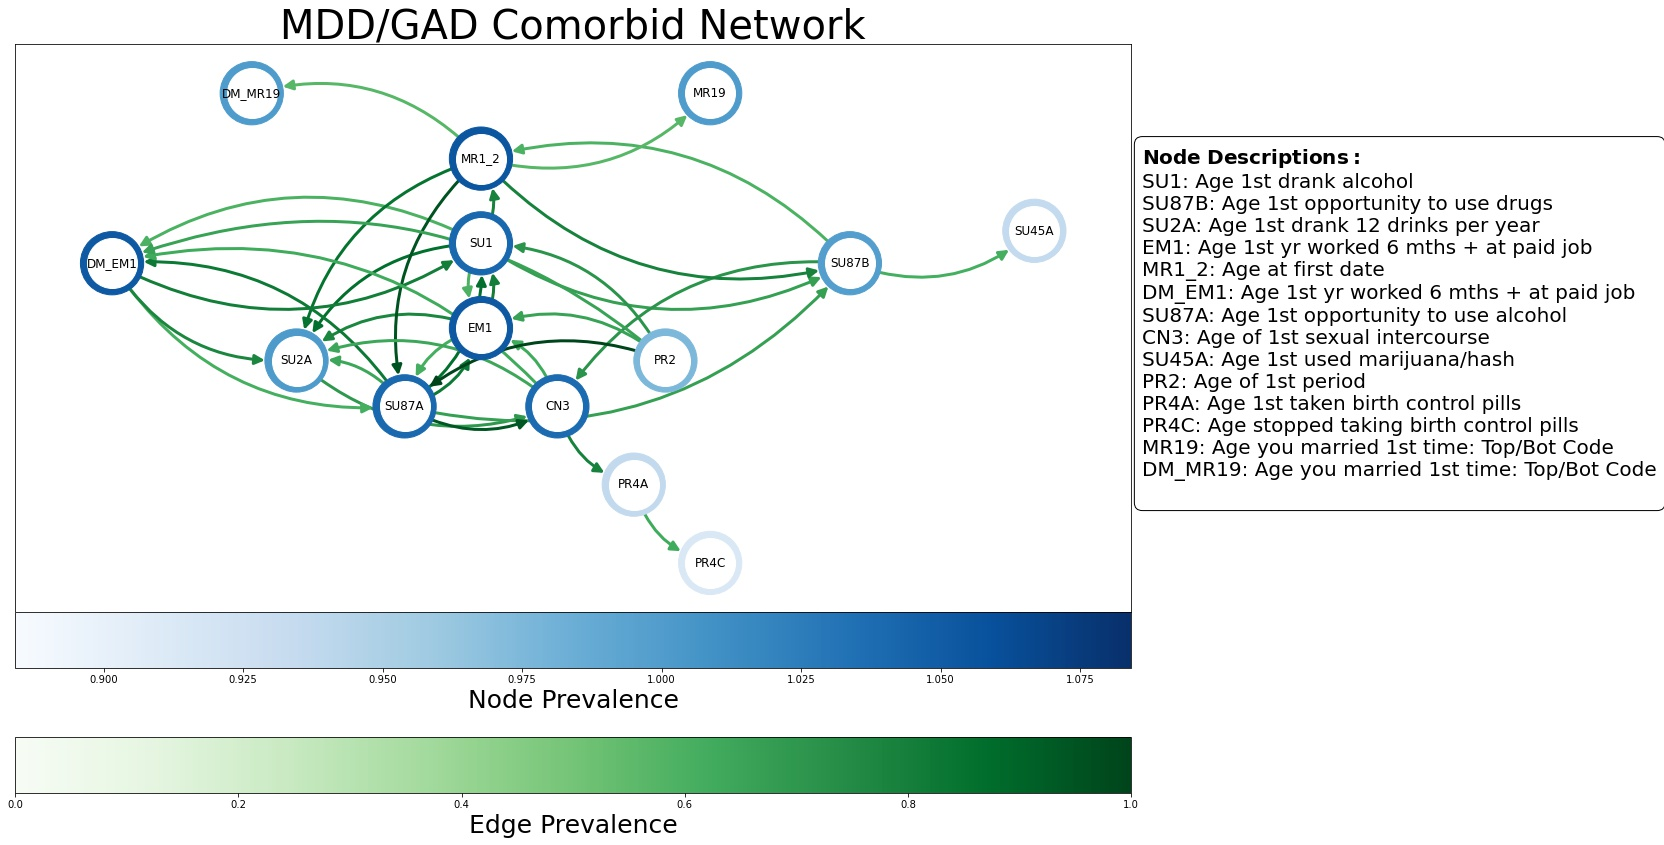 MDD/GAD Comorbid Network
DM_MR19
MR19
MR1_2
SU45A
SU1
DM_EM1
SU87B
EM1
SU2A
PR2
SU87A
CN3
PR4A
PR4C
Node Descriptions:
SU1: Age 1st drank alcohol
SU87B: Age 1st opportunity to use drugs
SU2A: Age 1st drank 12 drinks per year
EM1: Age 1st yr worked 6 mths + at paid job
MR1_2: Age at first date
DM_EM1: Age 1st yr worked 6 mths + at paid job
SU87A: Age 1st opportunity to use alcohol
CN3: Age of 1st sexual intercourse
SU45A: Age 1st used marijuana/hash
PR2: Age of 1st period
PR4A: Age 1st taken birth control pills
PR4C: Age stopped taking birth control pills
MR19: Age you married 1st time: Top/Bot Code
DM_MR19: Age you married 1st time: Top/Bot Code
0.900 0.925 0.950 0.975 1.000 1.025 1.050 1.075
Node Prevalence
0.0 0.2 0.4 0.6 0.8 1.0
Edge Prevalence